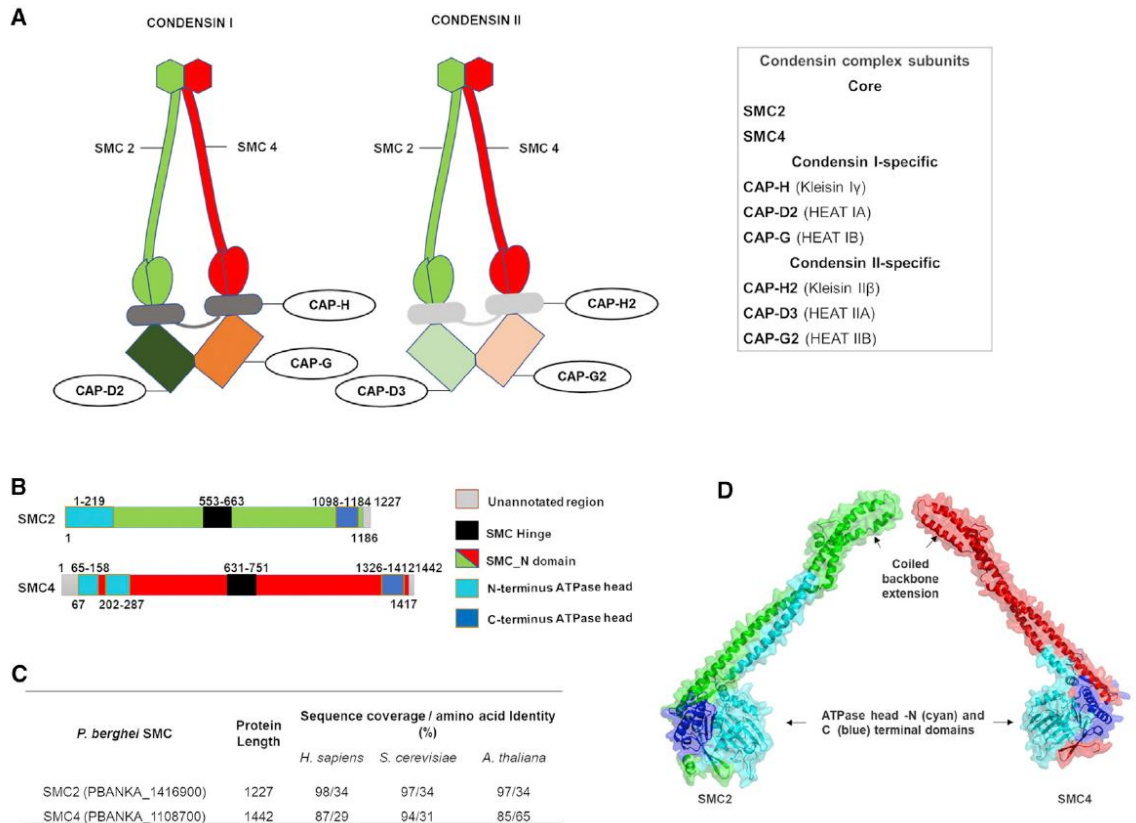 A
CONDENSIN I
CONDENSIN II
SMC 2
SMC 4
SMC 2
SMC 4
CAP-H
CAP-H2
CAP-G
CAP-G2
CAP-D2
CAP-D3
Condensin complex subunits
Core
SMC2
SMC4
Condensin I-specific
CAP-H (Kleisin Iγ)
CAP-D2 (HEAT IA)
CAP-G (HEAT IB)
Condensin II-specific
CAP-H2 (Kleisin IIβ)
CAP-D3 (HEAT IIA)
CAP-G2 (HEAT IIB)
B
1-219 553-663 1098-1184 1227
SMC2
1 1186
1 65-158 631-751 1326-1412 1442
SMC4
67 202-287 1417
Unannotated region
SMC Hinge
SMC_N domain
N-terminus ATPase head
C-terminus ATPase head
C
P. berghei SMC
Protein Length
Sequence coverage / amino acid Identity (%)
H. sapiens S. cerevisiae A. thaliana
SMC2 (PBANKA_1416900) 1227 98/34 97/34 97/34
SMC4 (PBANKA_1108700) 1442 87/29 94/31 85/65
D
Coiled
backbone
extension
ATPase head -N (cyan) and
C (blue) terminal domains
SMC2
SMC4